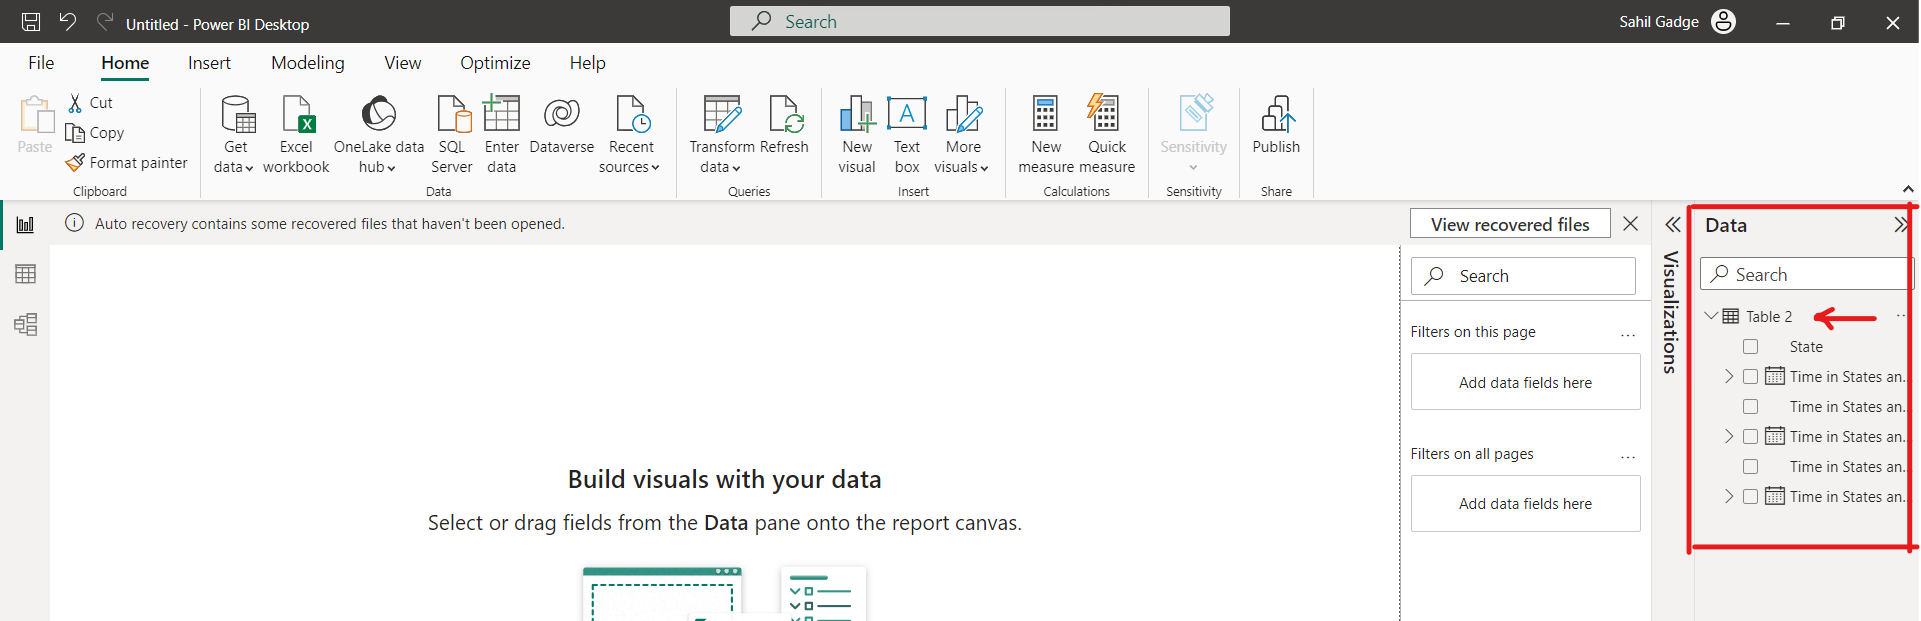 Untitled - Power BI Desktop
Search
Sahil Gadge
File
Home
Insert
Modeling
View
Optimize
Help
Paste
Cut
Copy
Format painter
Clipboard
Get
data
Excel
workbook
OneLake data
hub
SQL
Server
Enter
data
Dataverse
Recent
sources
Data
Transform
data
Refresh
Queries
New
visual
A
Text
box
More
visuals
Insert
New
measure
Quick
measure
Calculations
Sensitivity
Sensitivity
Publish
Share
Auto recovery contains some recovered files that haven't been opened.
View recovered files
Build visuals with your data
Select or drag fields from the Data pane onto the report canvas.
Search
Filters on this page
...
Add data fields here
Filters on all pages
...
Add data fields here
Visualizations
Data
Search
Table 2
State
Time in States an...
Time in States an...
Time in States an...
Time in States an...
Time in States an...